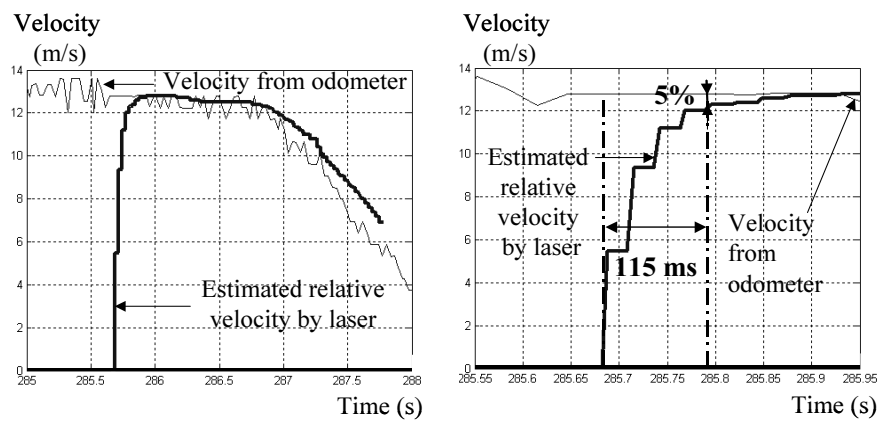 Velocity
(m/s)
14
12
10
8
6
4
2
0
285
285.5
286
286.5
287
287.5
288
Time (s)
Velocity from odometer
Estimated relative
velocity by laser
Velocity
(m/s)
14
12
10
8
6
4
2
0
285.55
285.6
285.65
285.7
285.75
285.8
285.85
285.9
285.95
Time (s)
5%
Estimated
relative
velocity
by laser
115 ms
Velocity
from
odometer